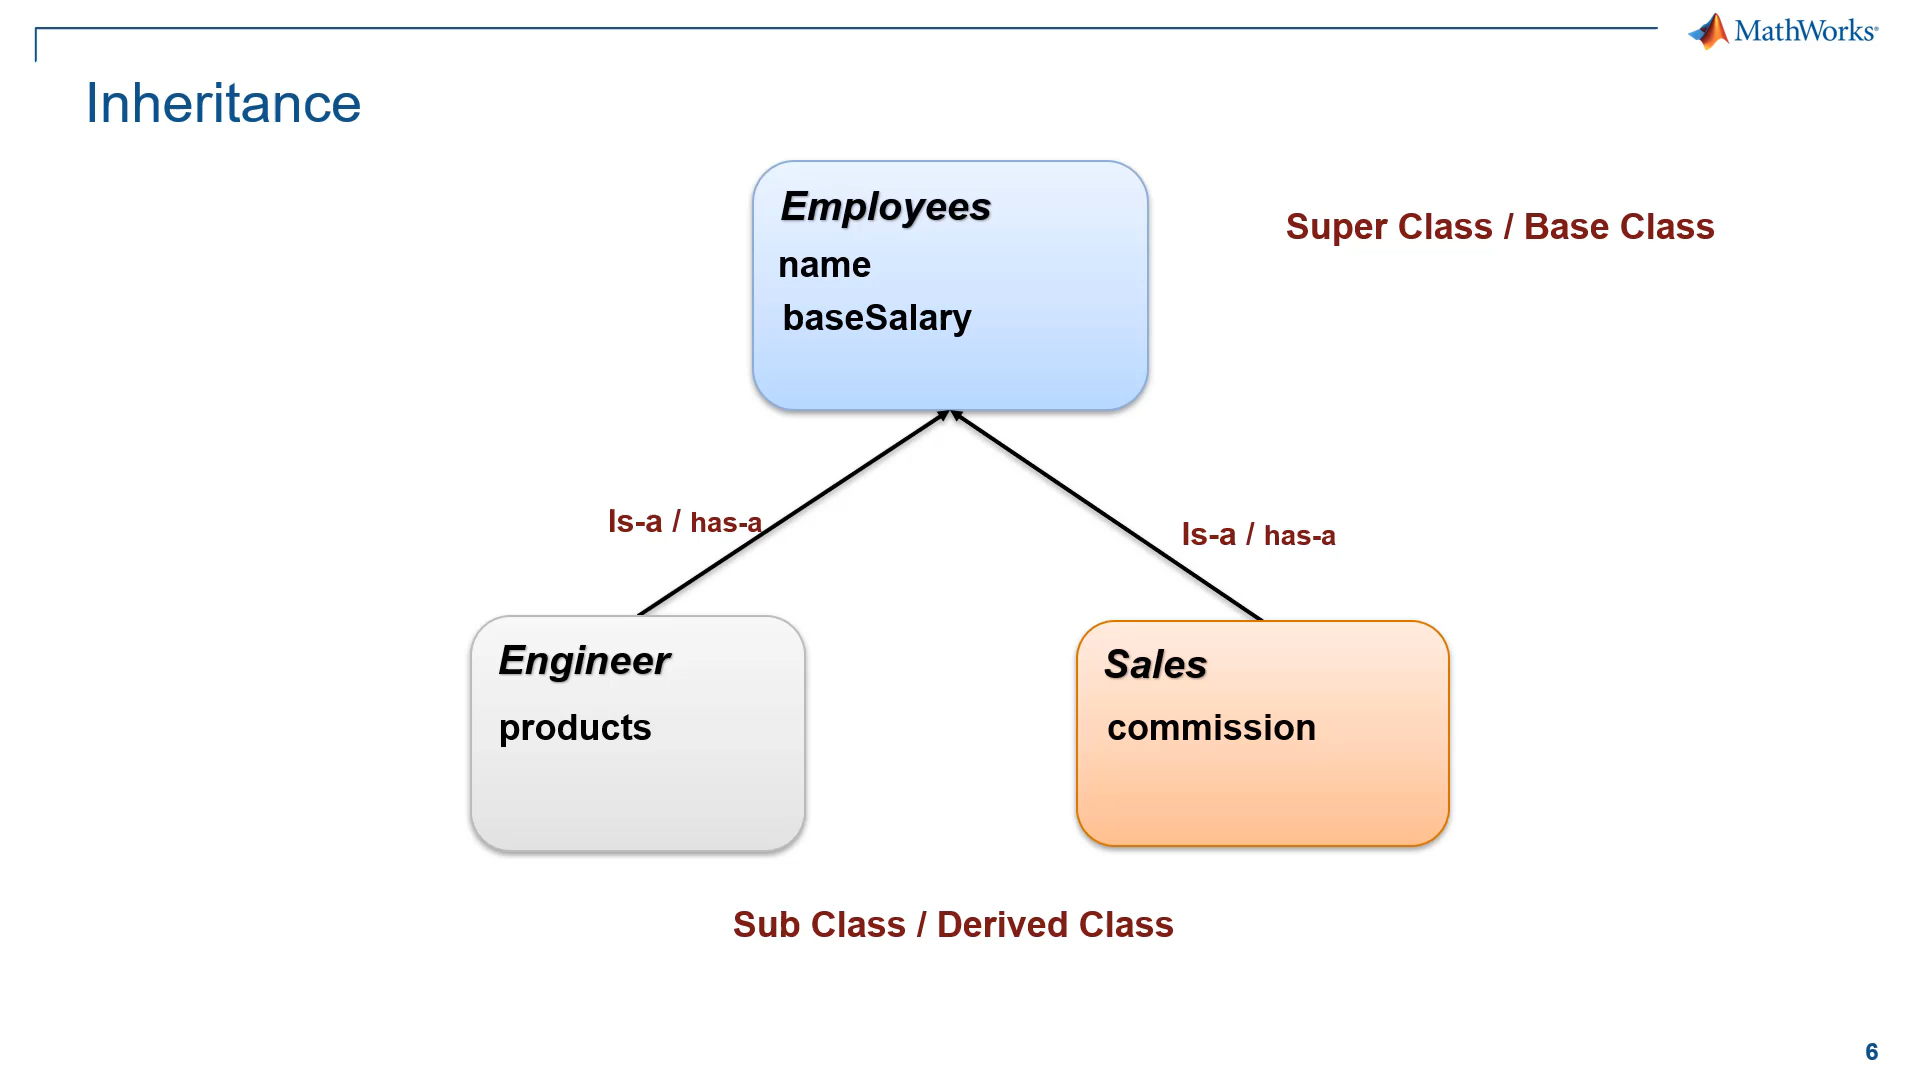 MathWorks®
Inheritance
Employees
name
baseSalary
Super Class / Base Class
Is-a / has-a
Is-a / has-a
Engineer
products
Sales
commission
Sub Class / Derived Class
6